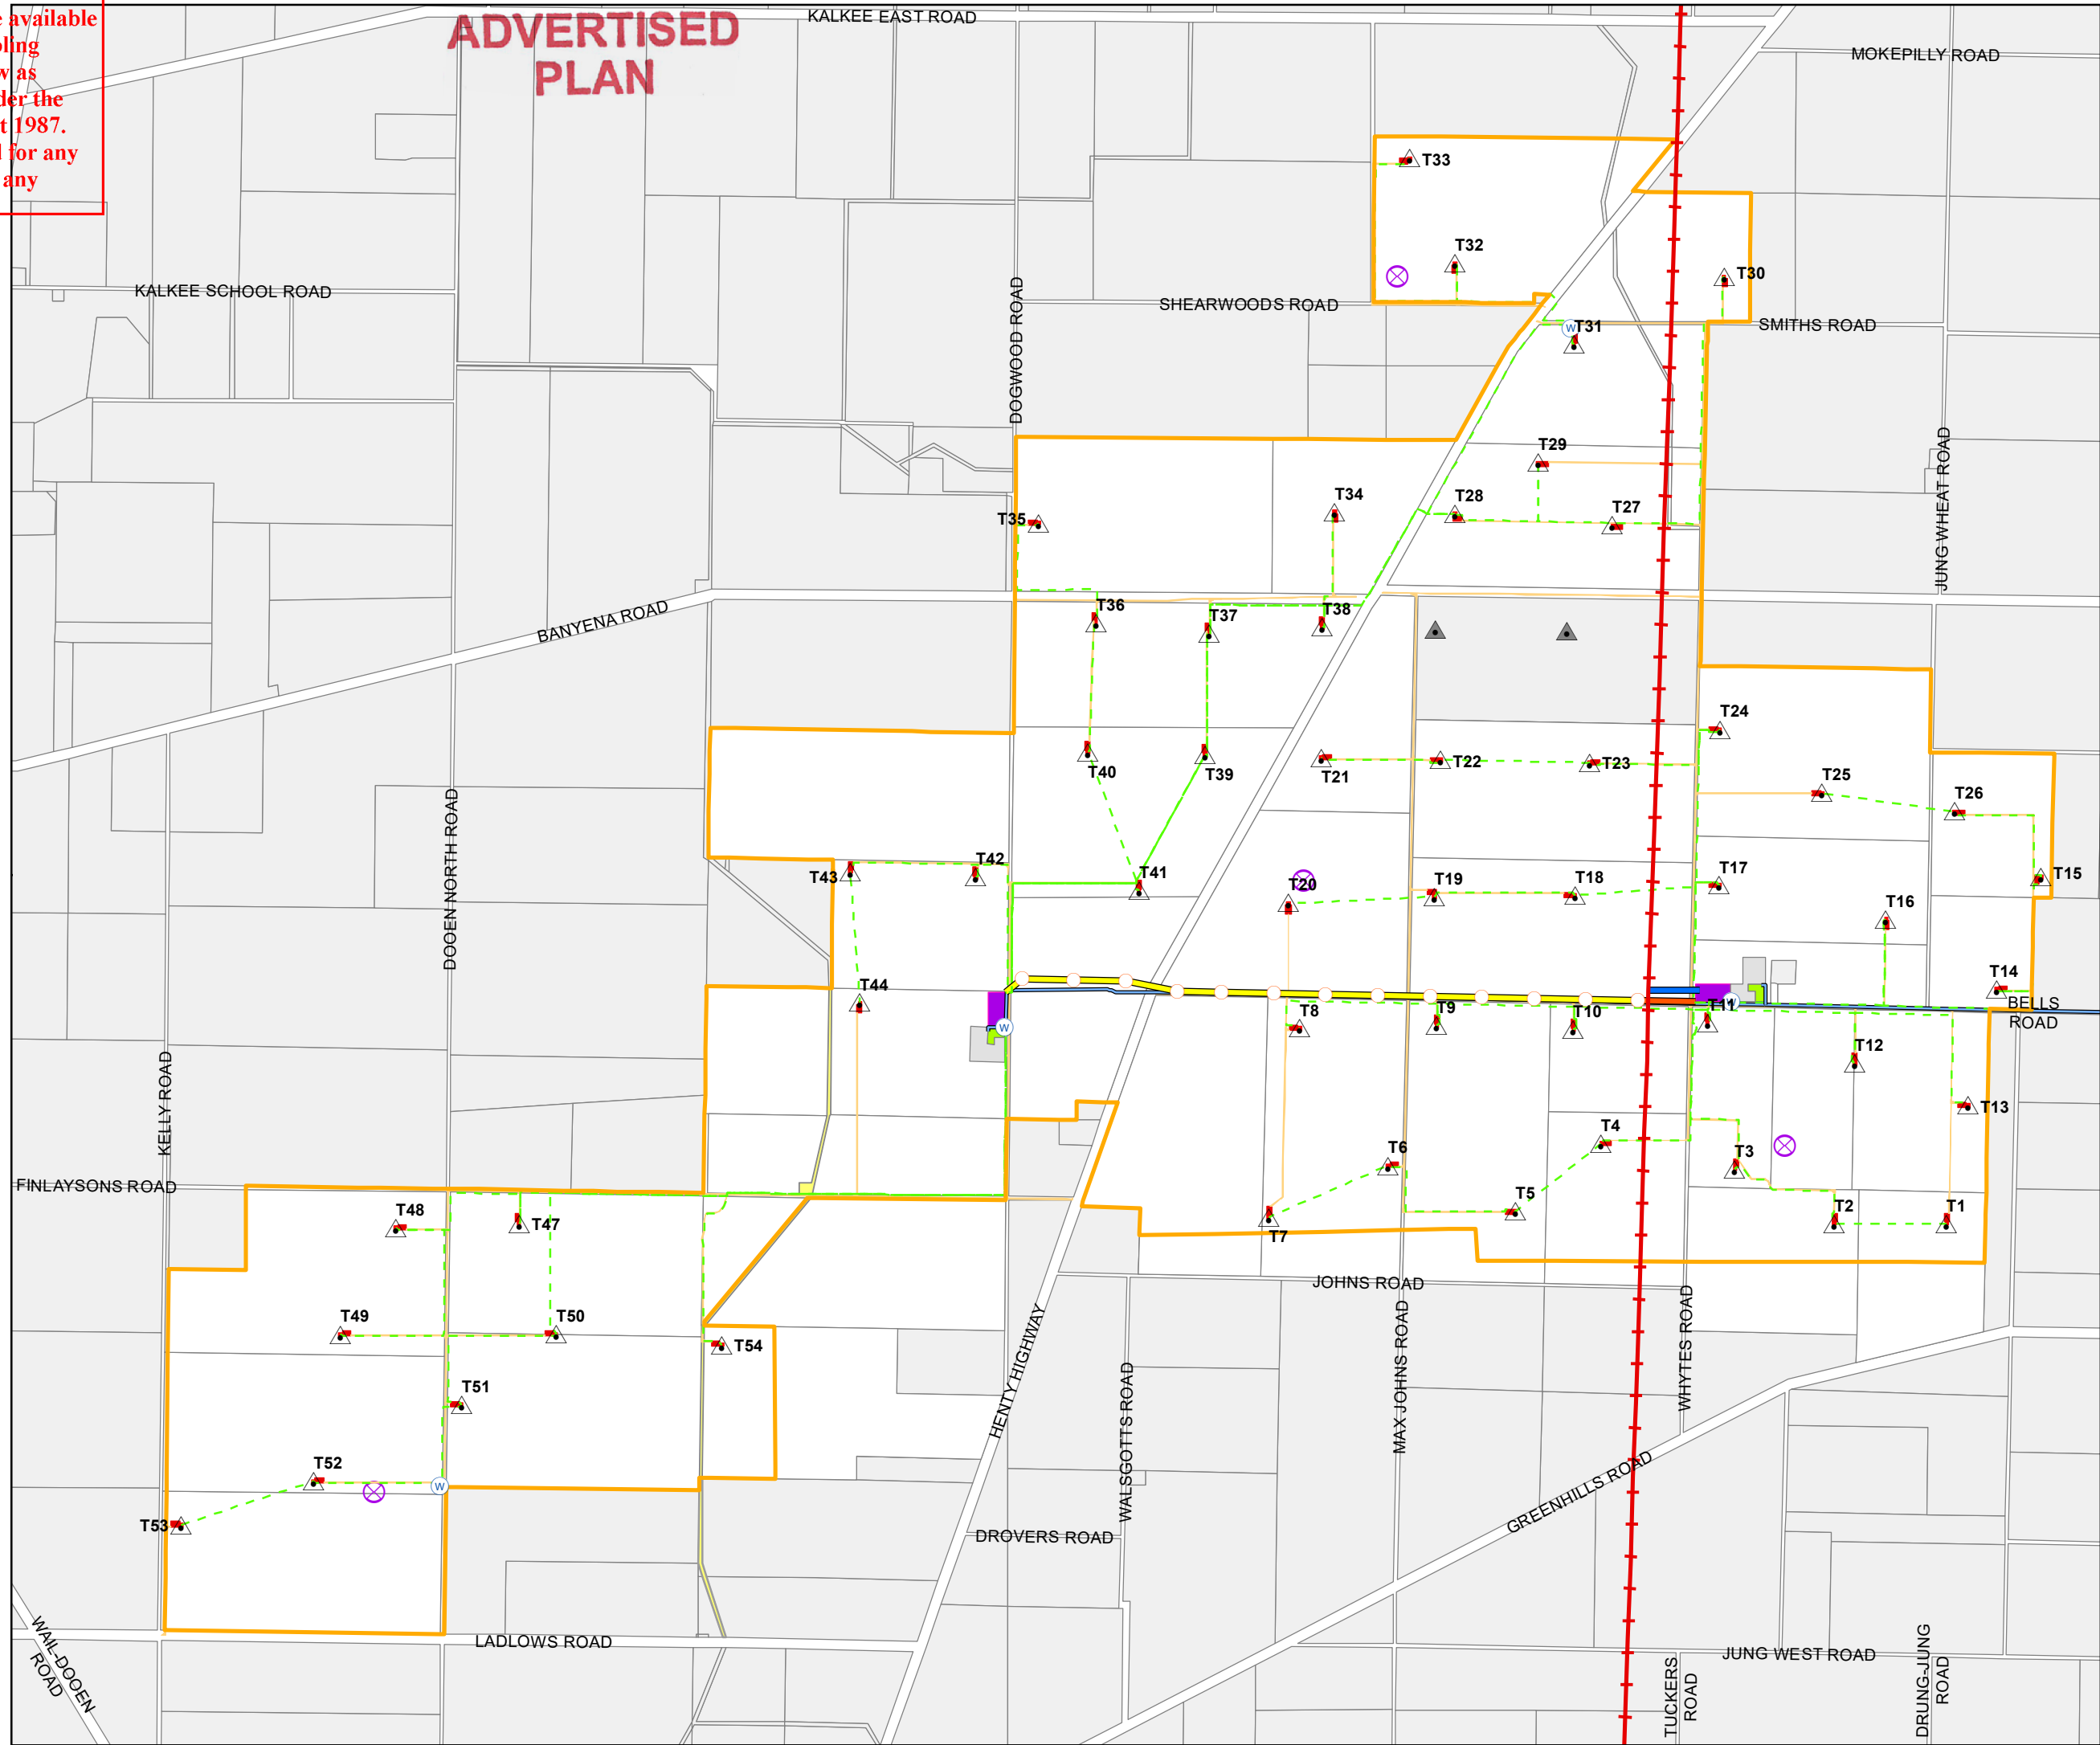 available
w as
der the
t 1987.
for any
any
ADVERTISED
PLAN
KALKEE EAST ROAD
MOKEPILLY ROAD
T33
T32
T30
KALKEE SCHOOL ROAD
DOGWOOD ROAD
SHEARWOODS ROAD
W
T31
SMITHS ROAD
JUNG WHEAT ROAD
T29
T34
T28
T27
T35
BANYENA ROAD
T36
T37
T38
T24
T40
T39
T21
T22
T23
T25
T26
DOOEN NORTH ROAD
T43
T42
T41
T20
T19
T18
T17
T15
T16
T44
T14
W
W
T8
T9
T10
T11
BELLS
ROAD
T12
KELLY ROAD
T13
T6
T4
T3
FINLAYSONS ROAD
T48
T47
T7
T5
T2
T1
JOHNS ROAD
T49
T50
T54
HENTY HIGHWAY
WALSGOTTS ROAD
MAX JOHNS ROAD
WHYTES ROAD
T51
T52
W
GREENHILLS ROAD
T53
DROVERS ROAD
WAIL-DOOEN
ROAD
LADLOWS ROAD
JUNG WEST ROAD
TUCKERS
ROAD
DRUNG-JUNG
ROAD